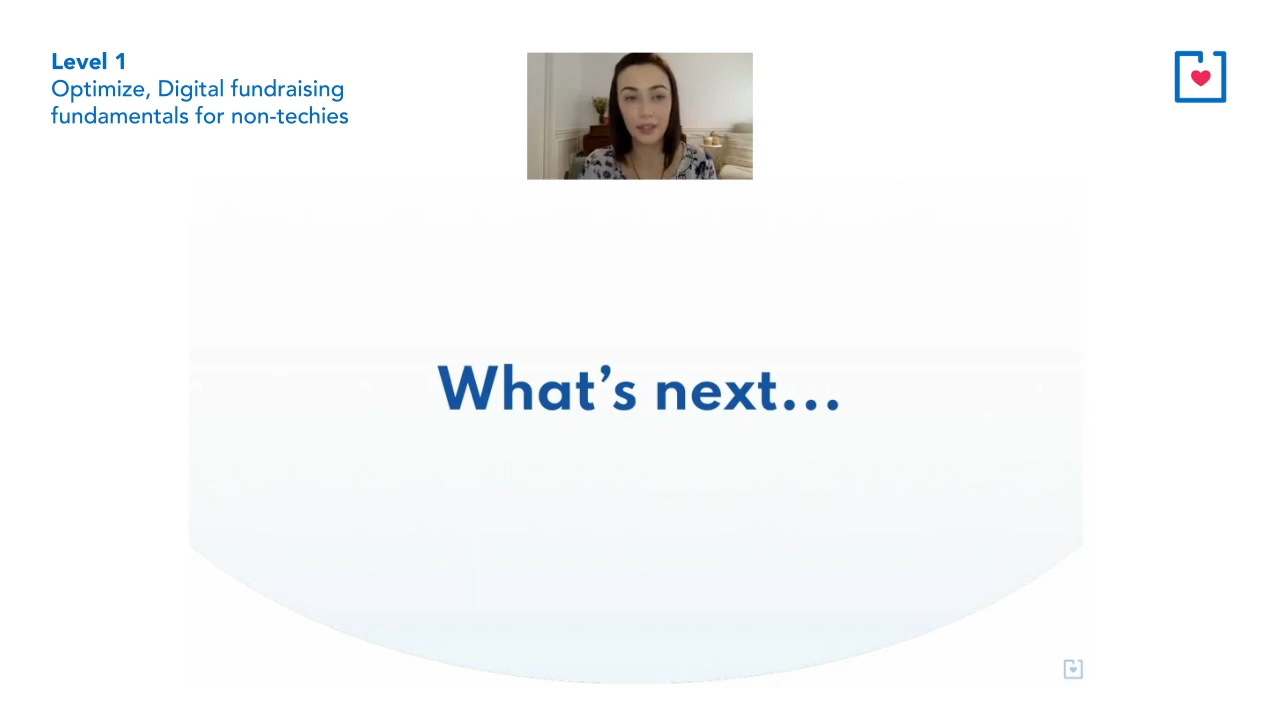 Level 1
Optimize, Digital fundraising
fundamentals for non-techies
What's next...